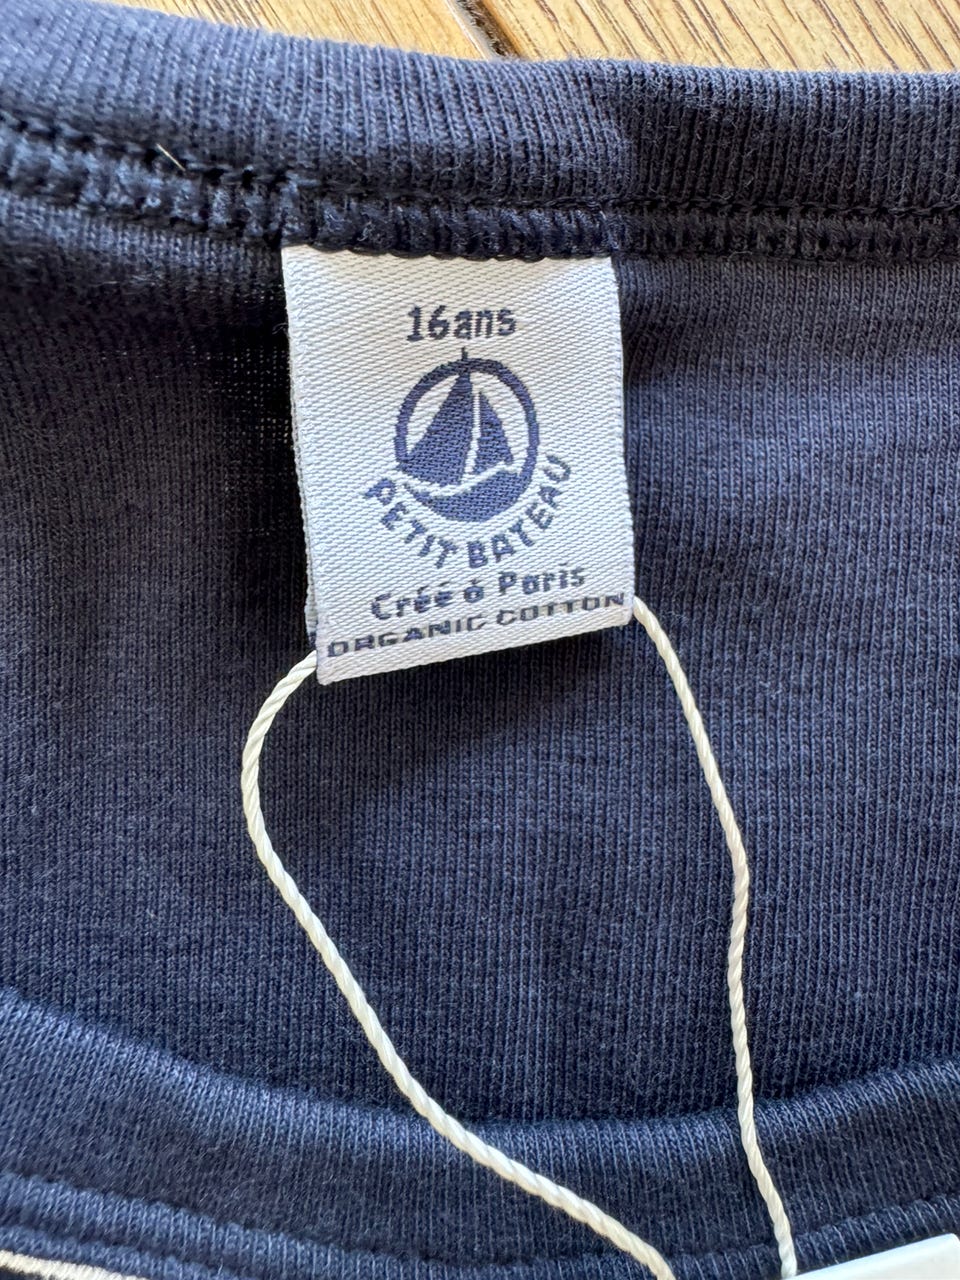 16ans
PETIT BATEAU
Créé à Paris
ORGANIC COTTON